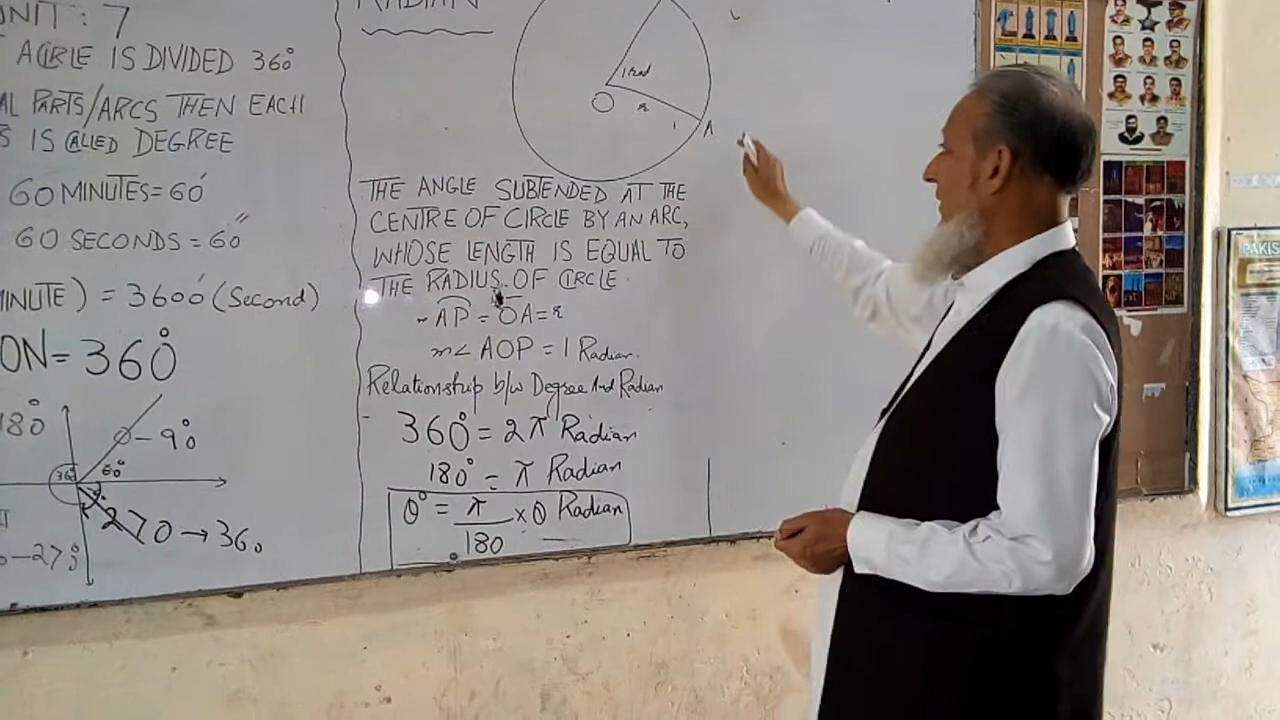 UNIT: 7
A CIRLE IS DIVIDED 360°
AL PARTS/ARCS THEN EACH
S IS CALLED DEGREE
60 MINUTES = 60'
60 SECONDS = 60"
MINUTE) = 3600' (Second)
ON = 360°
180°
0-90°
360°
60°
270→360
0-270°
RADIAN
1 rad
O
r
1
A
THE ANGLE SUBTENDED AT THE
CENTRE OF CIRCLE BY AN ARC,
WHOSE LENGTH IS EQUAL TO
THE RADIUS OF CIRCLE.
AP = OA = r
m∠AOP = 1 Radian.
Relationship b/w Degree And Radian
360° = 2π Radian
180° = π Radian
θ° = π/180 × θ Radian
PAKIS